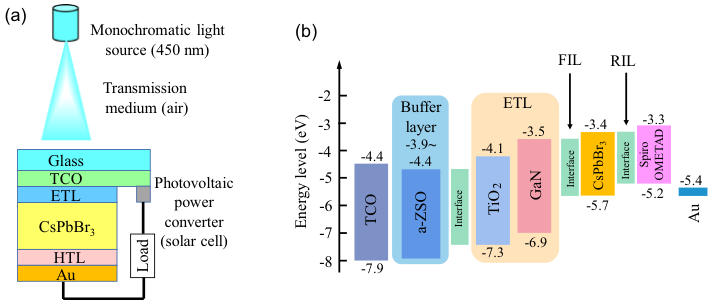 (a)
Monochromatic light
source (450 nm)
Transmission
medium (air)
Glass
TCO
ETL
CsPbBr3
HTL
Au
Photovoltaic
power
converter
(solar cell)
Load
(b)
FIL
RIL
Energy level (eV)
-2
-3
-4
-5
-6
-7
-8
-4.4
TCO
-7.9
Buffer
layer
-3.9~
-4.4
a-ZSO
Interface
ETL
-4.1
TiO2
-7.3
-3.5
GaN
-6.9
Interface
-3.4
CsPbBr3
-5.7
Interface
-3.3
Spiro
OMETAD
-5.2
-5.4
Au